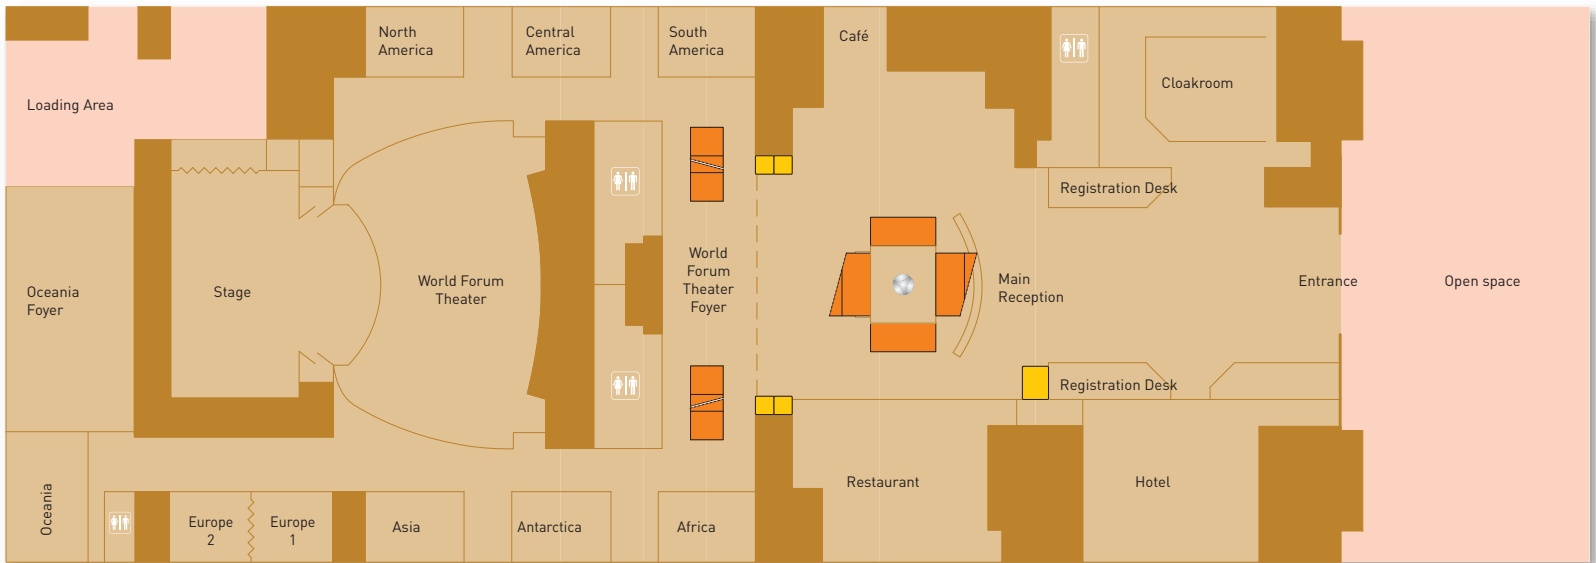 North
America
Central
America
South
America
Café
Cloakroom
Loading Area
Registration Desk
World
Forum
Theater
Foyer
Oceania
Foyer
Stage
World Forum
Theater
Main
Reception
Entrance
Open space
Registration Desk
Restaurant
Hotel
Oceania
Europe
2
Europe
1
Asia
Antarctica
Africa